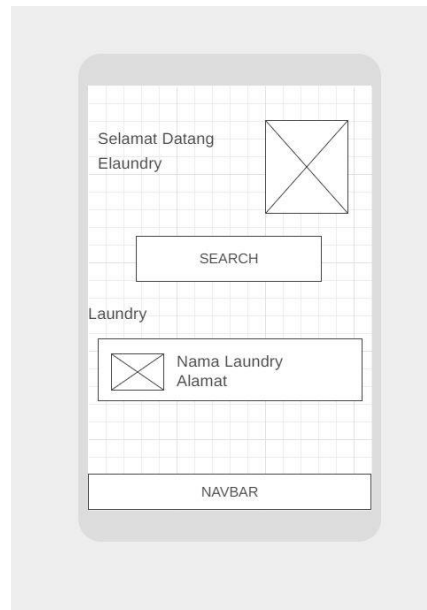 Selamat Datang
Elaundry
SEARCH
Laundry
Nama Laundry
Alamat
NAVBAR